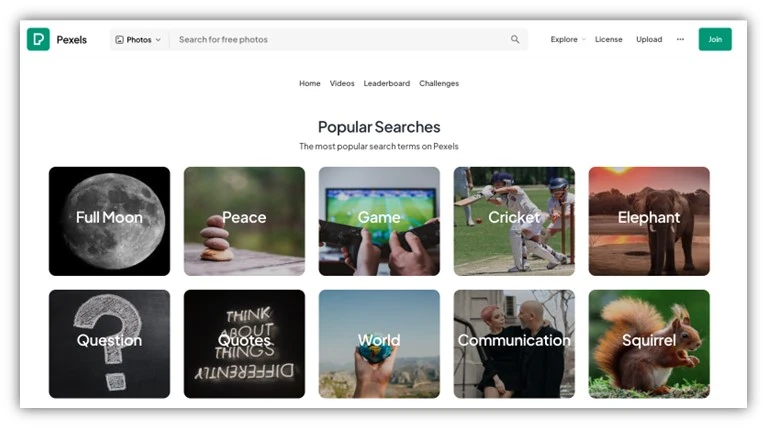 Pexels
Photos
Search for free photos
Explore
License
Upload
...
Join
Home Videos Leaderboard Challenges
Popular Searches
The most popular search terms on Pexels
Full Moon
Peace
Game
Cricket
Elephant
Question
?
Quotes
THINK
ABOUT
THINGS
DIFFERENTLY
World
Communication
Squirrel